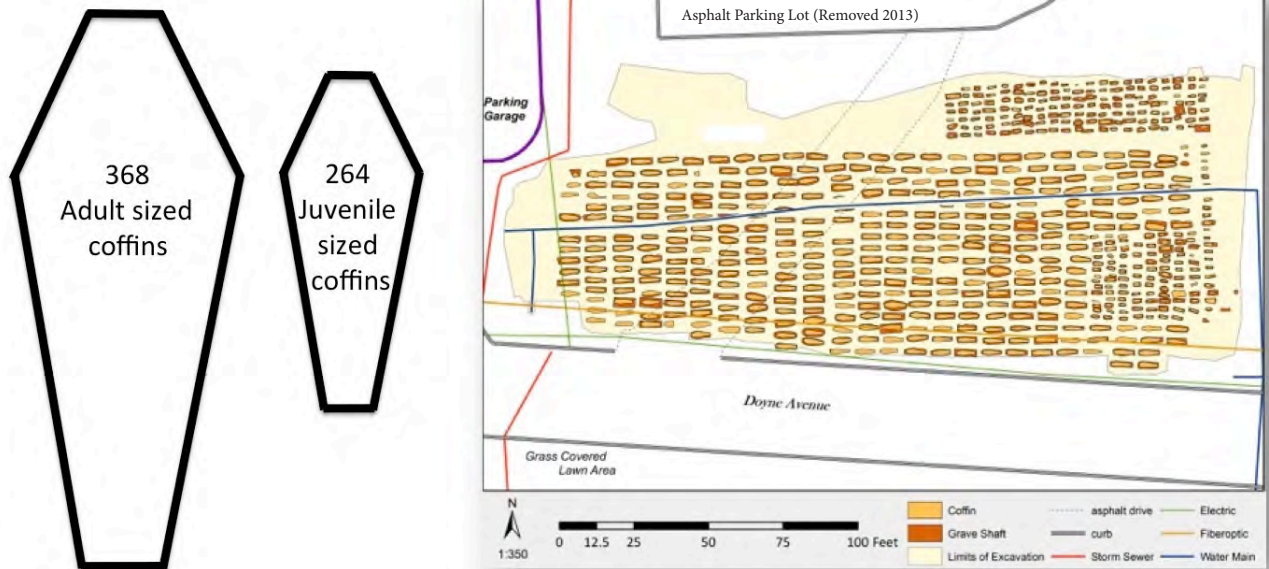 368
Adult sized
coffins
264
Juvenile
sized
coffins
Asphalt Parking Lot (Removed 2013)
Parking
Garage
Doyne Avenue
Grass Covered
Lawn Area
N
1:350
0 12.5 25 50 75 100 Feet
Coffin
Grave Shaft
Limits of Excavation
asphalt drive
curb
Storm Sewer
Electric
Fiberoptic
Water Main